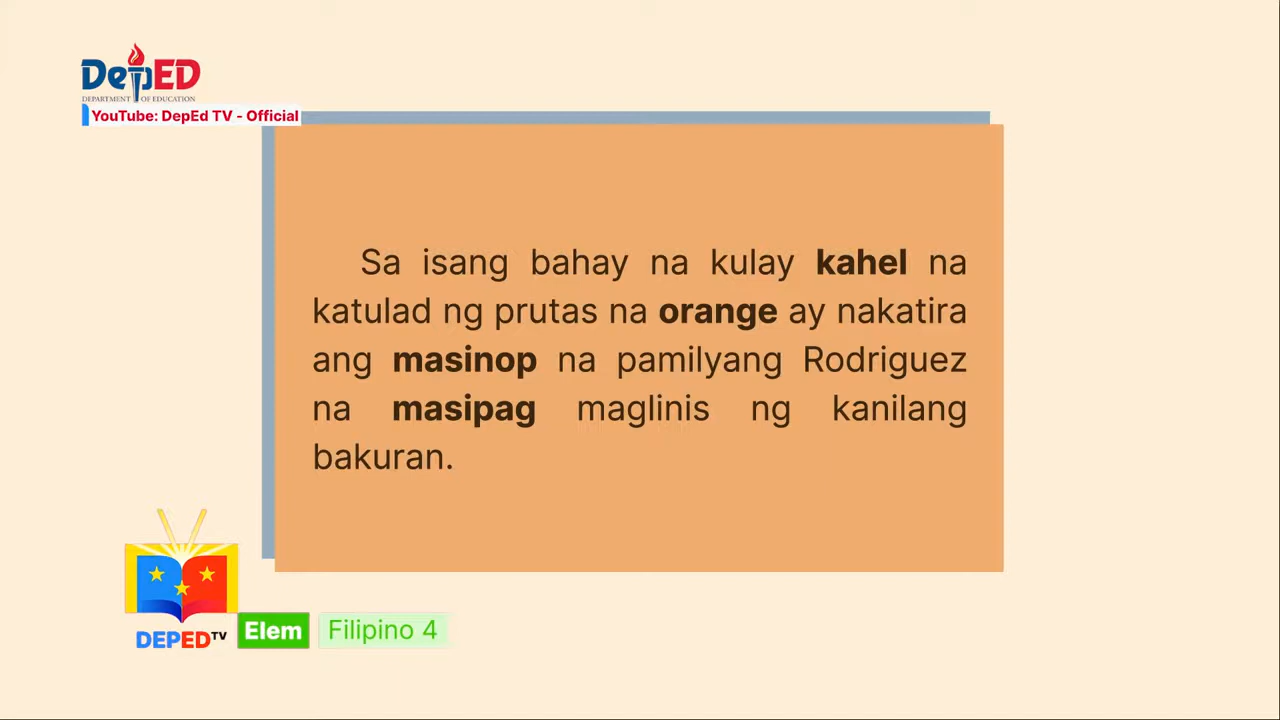 DepED
DEPARTMENT OF EDUCATION
YouTube: DepEd TV - Official
Sa isang bahay na kulay kahel na
katulad ng prutas na orange ay nakatira
ang masinop na pamilyang Rodriguez
na masipag maglinis ng kanilang
bakuran.
DEPED TV
Elem Filipino 4